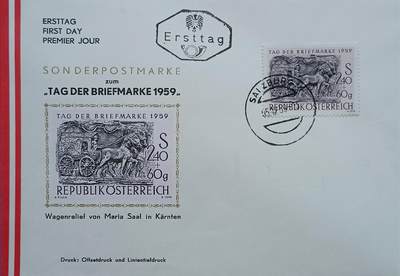 ERSTTAG
FIRST DAY
PREMIER JOUR
Ersttag
SONDERPOSTMARKE
zum
„TAG DER BRIEFMARKE 1959„
TAG DER BRIEFMARKE 1959
S
2.40
+
60g
REPUBLIK ÖSTERREICH
Wagenrelief von Maria Saal in Kärnten
Druck: Offsetdruck und Linientiefdruck
TAG DER BRIEFMARKE 1959
S
2.40
60g
REPUBLIK ÖSTERREICH
SALZBURG